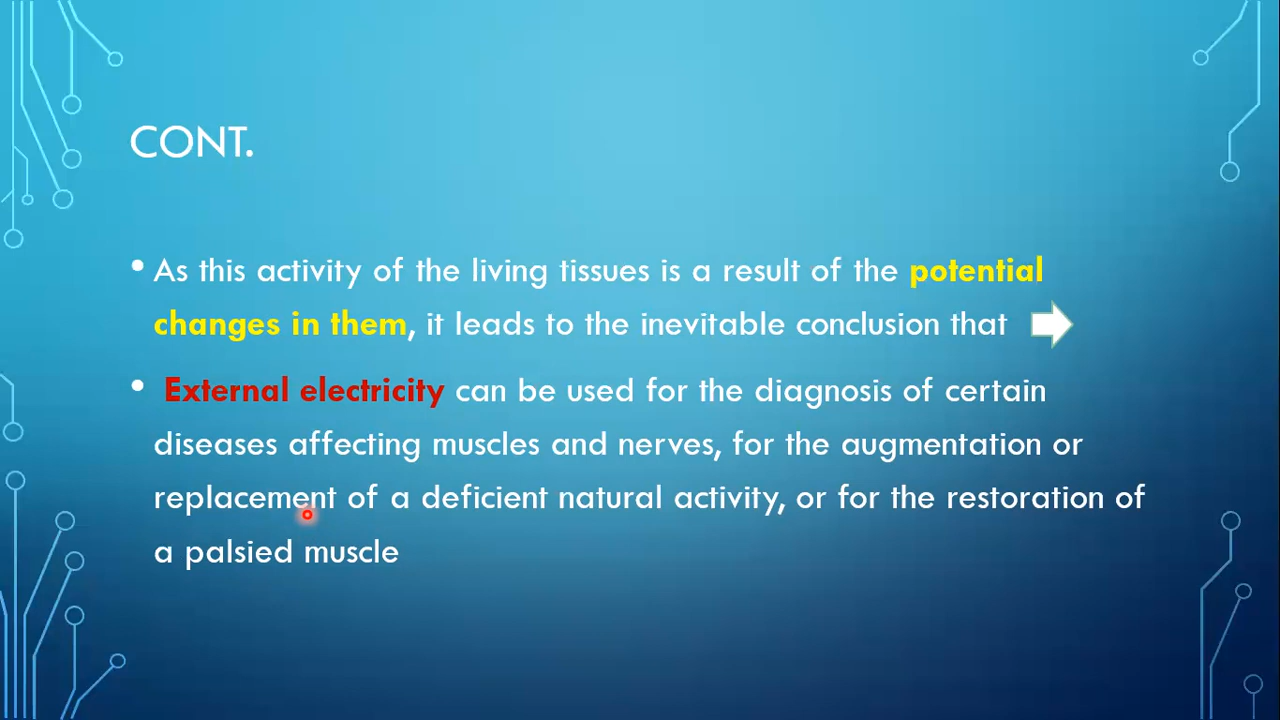 CONT.
• As this activity of the living tissues is a result of the potential
changes in them, it leads to the inevitable conclusion that
• External electricity can be used for the diagnosis of certain
diseases affecting muscles and nerves, for the augmentation or
replacement of a deficient natural activity, or for the restoration of
a palsied muscle